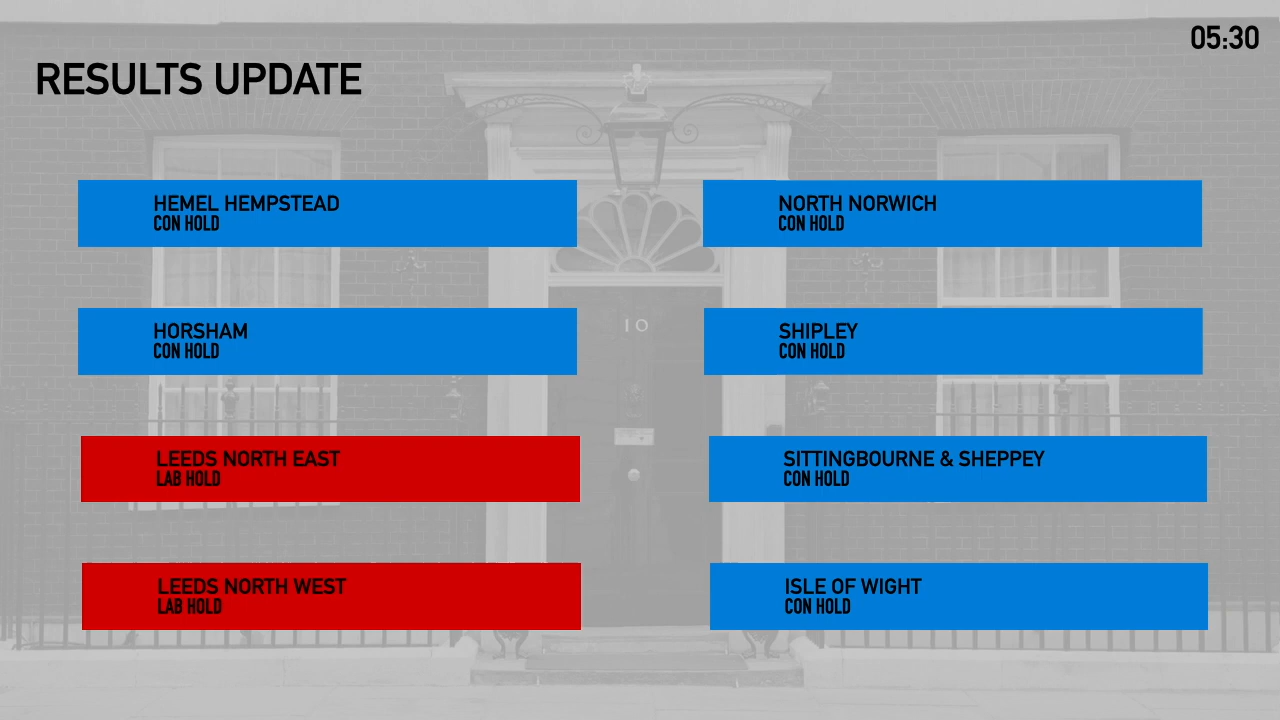 05:30
RESULTS UPDATE
HEMEL HEMPSTEAD
CON HOLD
NORTH NORWICH
CON HOLD
HORSHAM
CON HOLD
SHIPLEY
CON HOLD
LEEDS NORTH EAST
LAB HOLD
SITTINGBOURNE & SHEPPEY
CON HOLD
LEEDS NORTH WEST
LAB HOLD
ISLE OF WIGHT
CON HOLD
10